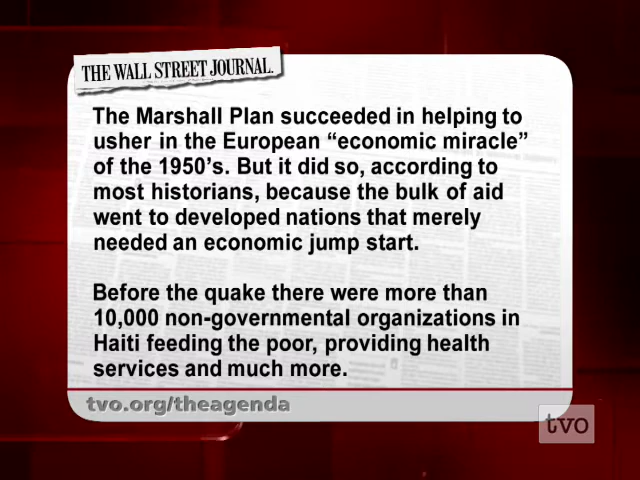 THE WALL STREET JOURNAL.
The Marshall Plan succeeded in helping to
usher in the European “economic miracle”
of the 1950’s. But it did so, according to
most historians, because the bulk of aid
went to developed nations that merely
needed an economic jump start.
Before the quake there were more than
10,000 non-governmental organizations in
Haiti feeding the poor, providing health
services and much more.
tvo.org/theagenda
tvo